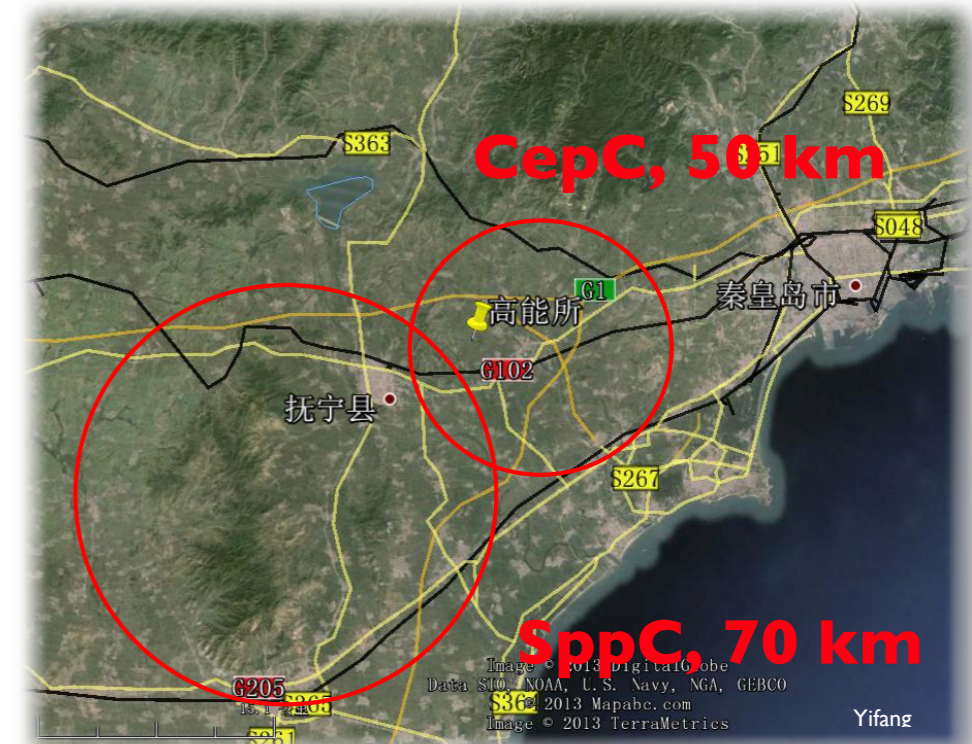 S269
S363
CepC, 50 km
S048
G1
秦皇岛市
高能所
G102
抚宁县
S267
SppC, 70 km
Image © 2013 DigitalGlobe
Data SIO, NOAA, U.S. Navy, NGA, GEBCO
G205
© 2013 Mapabc.com
Image © 2013 TerraMetrics
Yifang